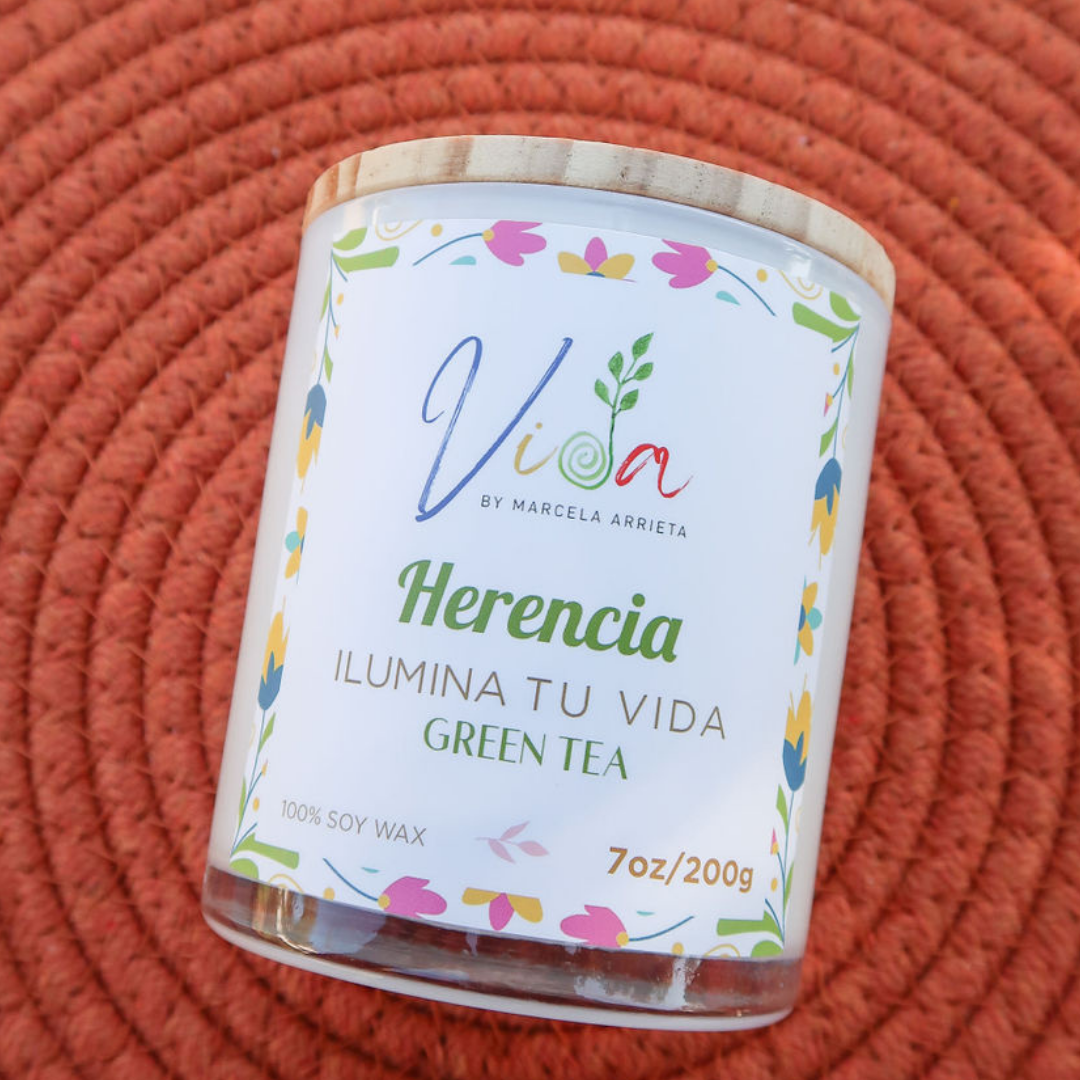 Vida
BY MARCELA ARRIETA
Herencia
ILUMINA TU VIDA
GREEN TEA
100% SOY WAX
7oz/200g